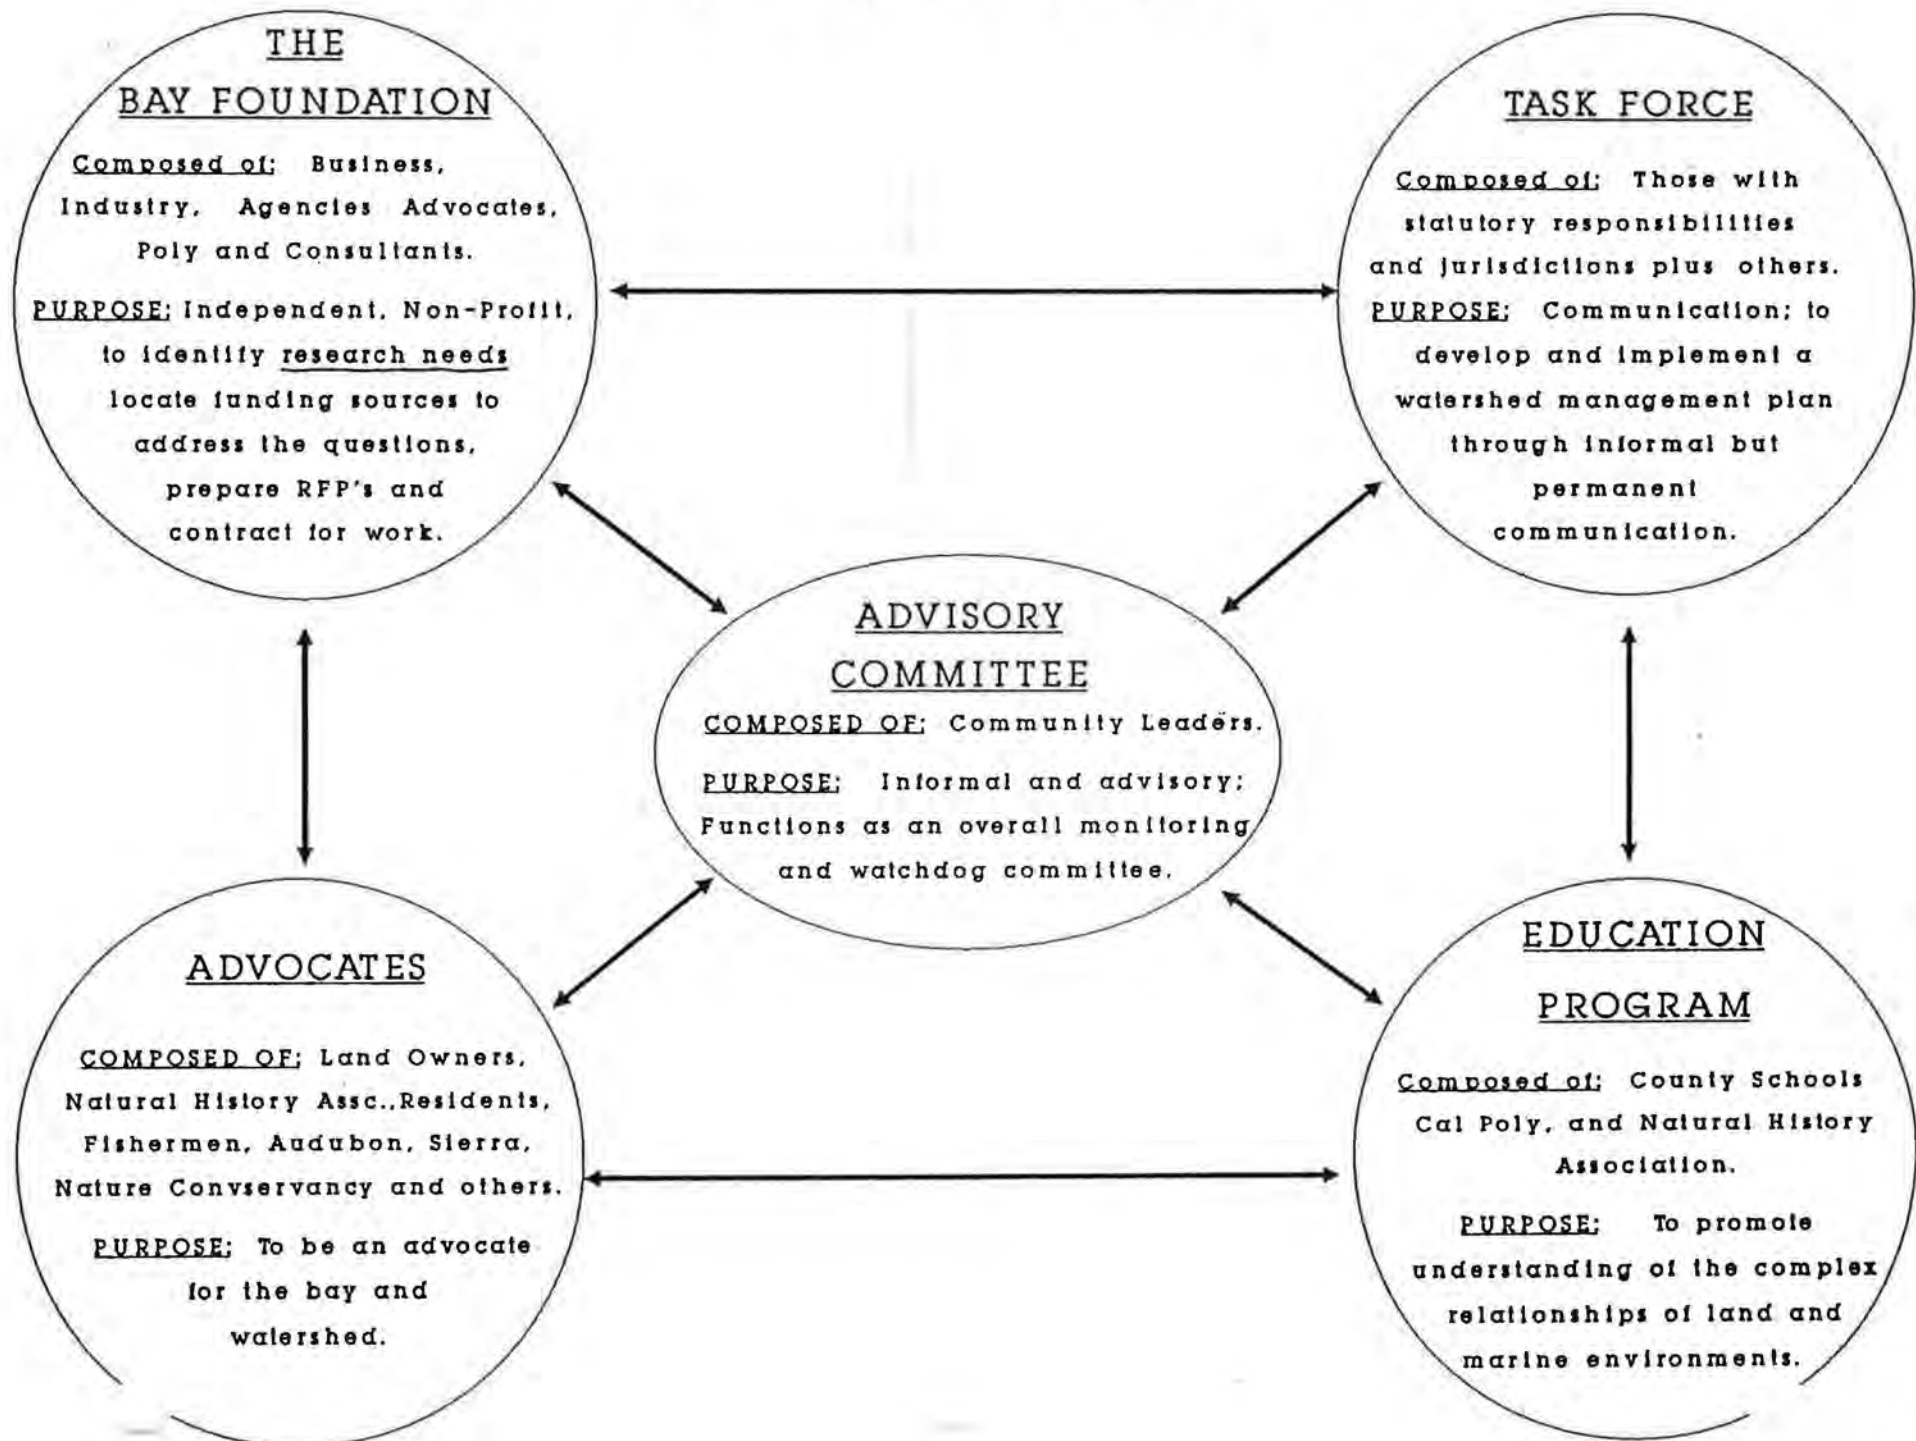 THE
BAY FOUNDATION
Composed of: Business,
Industry, Agencies Advocates,
Poly and Consultants.
PURPOSE: Independent, Non-Profit,
to identify research needs
locate funding sources to
address the questions,
prepare RFP's and
contract for work.
TASK FORCE
Composed of: Those with
statutory responsibilities
and jurisdictions plus others.
PURPOSE: Communication; to
develop and implement a
watershed management plan
through informal but
permanent
communication.
ADVISORY
COMMITTEE
COMPOSED OF: Community Leaders.
PURPOSE: Informal and advisory;
Functions as an overall monitoring
and watchdog committee.
ADVOCATES
COMPOSED OF: Land Owners,
Natural History Assc.,Residents,
Fishermen, Audubon, Sierra,
Nature Convservancy and others.
PURPOSE: To be an advocate
for the bay and
watershed.
EDUCATION
PROGRAM
Composed of: County Schools
Cal Poly, and Natural History
Association.
PURPOSE: To promote
understanding of the complex
relationships of land and
marine environments.